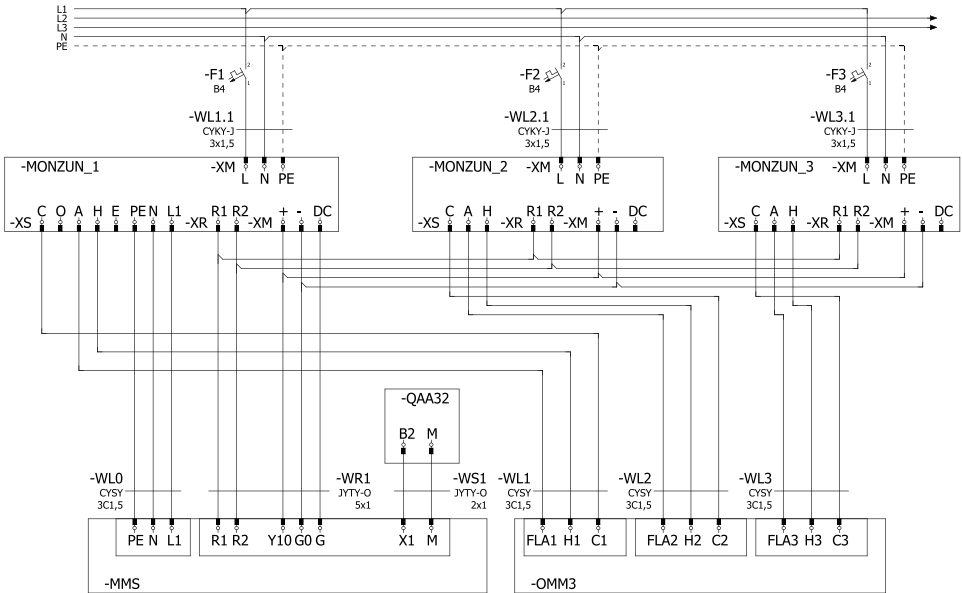 L1
L2
L3
N
PE
-F1 2
B4 1
-F2 2
B4 1
-F3 2
B4 1
-WL1.1
CYKY-J
3x1,5
-WL2.1
CYKY-J
3x1,5
-WL3.1
CYKY-J
3x1,5
-MONZUN_1 -XM L N PE
-MONZUN_2 -XM L N PE
-MONZUN_3 -XM L N PE
-XS C O A H E PE N L1 -XR R1 R2 -XM + - DC
-XS C A H R1 R2 -XM + - DC
-XS C A H -XR R1 R2 -XM + - DC
-QAA32
B2 M
-WL0
CYSY
3C1,5
-WR1
JYTY-O
5x1
-WS1
JYTY-O
2x1
-WL1
CYSY
3C1,5
-WL2
CYSY
3C1,5
-WL3
CYSY
3C1,5
PE N L1 R1 R2 Y10 G0 G X1 M
FLA1 H1 C1 FLA2 H2 C2 FLA3 H3 C3
-MMS
-OMM3